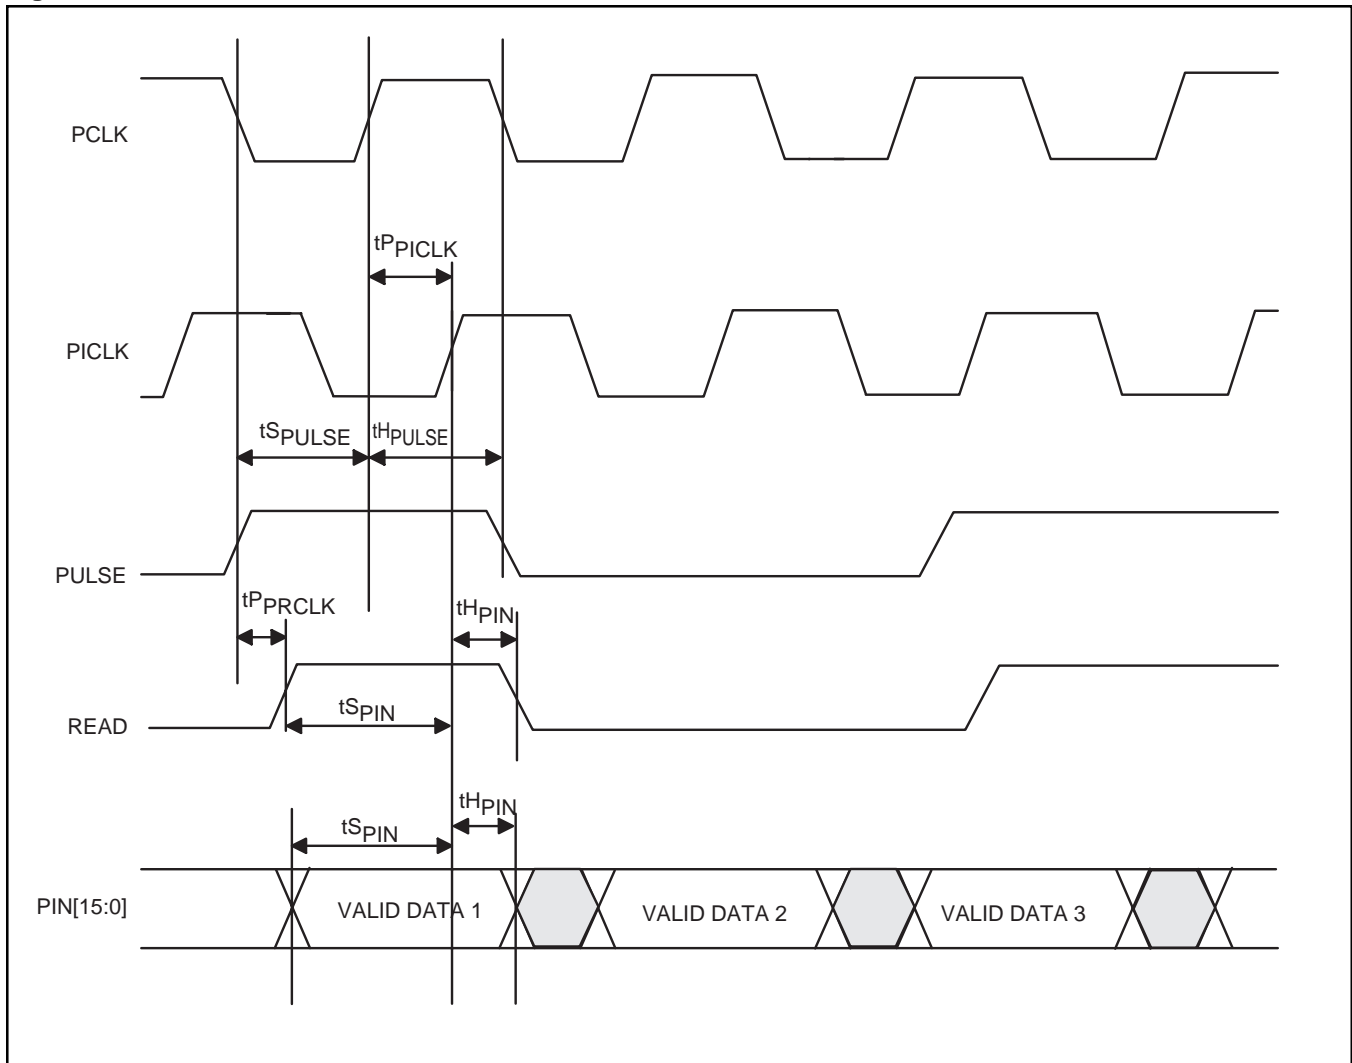 PCLK
tPPICLK
PICLK
tSPULSE tHPULSE
PULSE
tPPRCLK tHPIN
READ tSPIN
tHPIN
tSPIN
PIN[15:0] VALID DATA 1 VALID DATA 2 VALID DATA 3